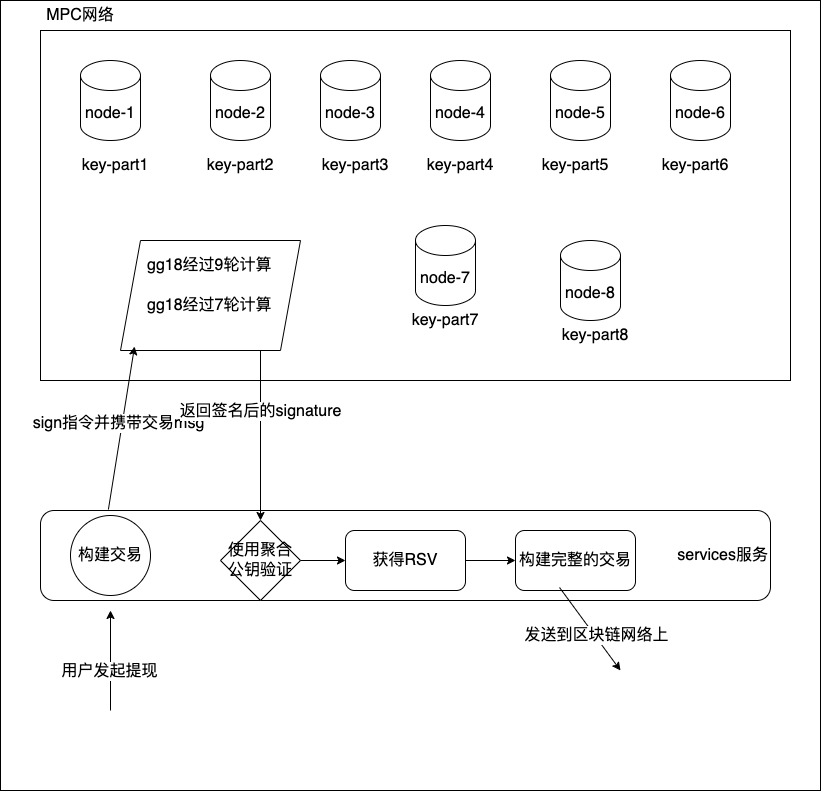 MPC网络
node-1
node-2
node-3
node-4
node-5
node-6
key-part1
key-part2
key-part3
key-part4
key-part5
key-part6
gg18经过9轮计算
gg18经过7轮计算
node-7
key-part7
node-8
key-part8
sign指令并携带交易msg
返回签名后的signature
构建交易
使用聚合
公钥验证
获得RSV
构建完整的交易
services服务
发送到区块链网络上
用户发起提现